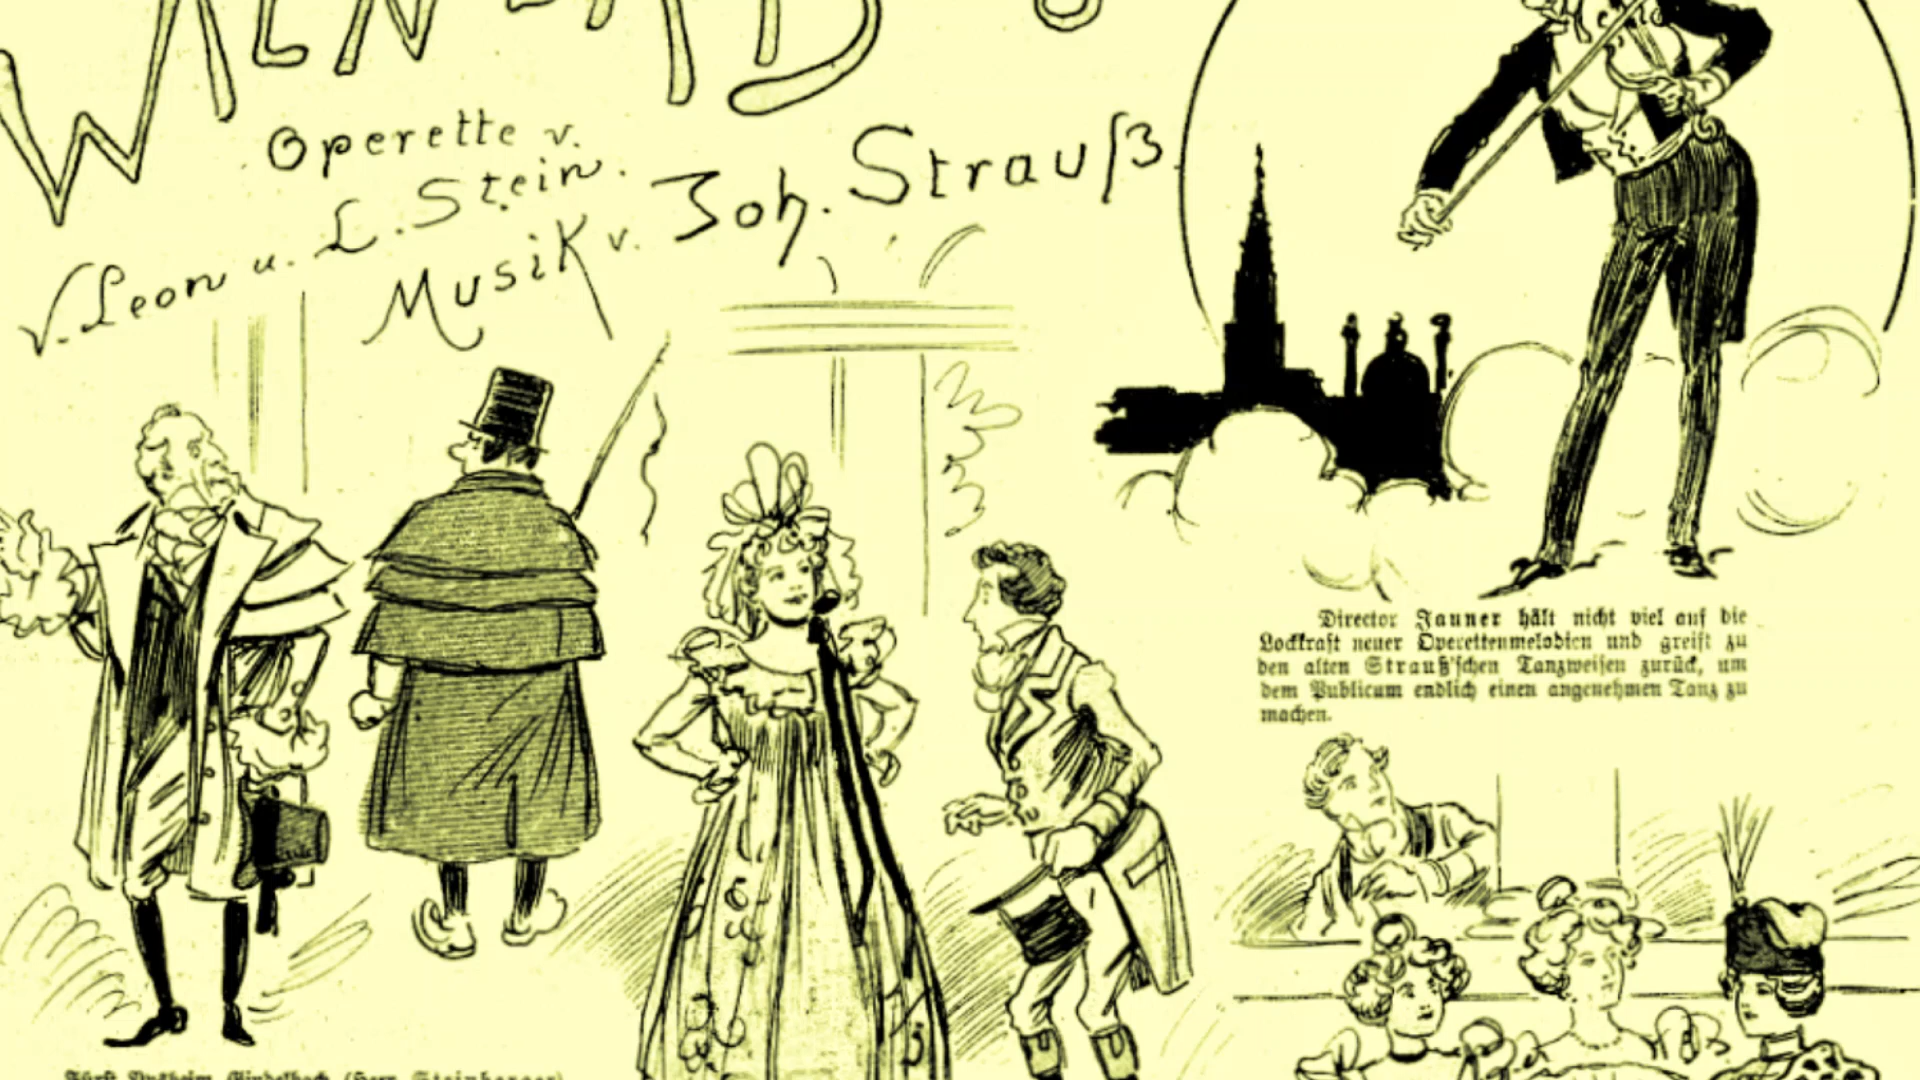 Operette v.
V. Leon u. L. Stein.
Musik v. Joh. Strauß.
Director Jauner hält nicht viel auf die
Lockkraft neuer Operettenmelodien und greift zu
den alten Strauß'schen Tanzweisen zurück, um
dem Publicum endlich einen angenehmen Tanz zu
machen.